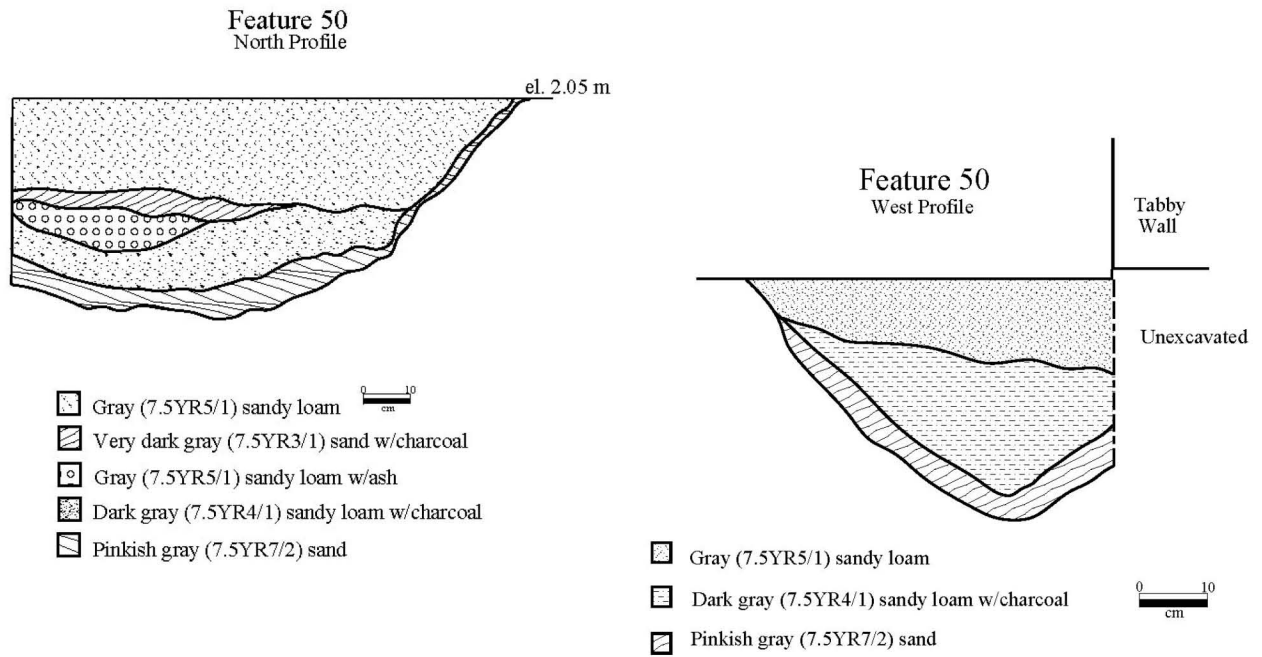 Feature 50
North Profile
el. 2.05 m
0 10
cm
Gray (7.5YR5/1) sandy loam
Very dark gray (7.5YR3/1) sand w/charcoal
Gray (7.5YR5/1) sandy loam w/ash
Dark gray (7.5YR4/1) sandy loam w/charcoal
Pinkish gray (7.5YR7/2) sand
Feature 50
West Profile
Tabby
Wall
Unexcavated
Gray (7.5YR5/1) sandy loam
Dark gray (7.5YR4/1) sandy loam w/charcoal
Pinkish gray (7.5YR7/2) sand
0 10
cm